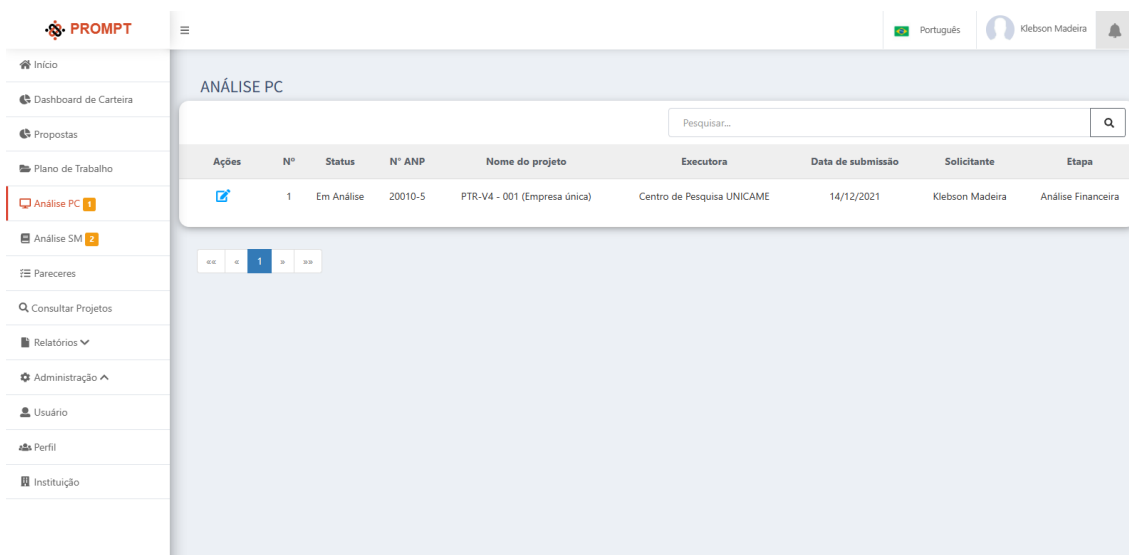 PROMPT
Português
Klebson Madeira
Início
Dashboard de Carteira
Propostas
Plano de Trabalho
Análise PC 1
Análise SM 2
Pareceres
Consultar Projetos
Relatórios
Administração
Usuário
Perfil
Instituição
ANÁLISE PC
Pesquisar...
Ações Nº Status N° ANP Nome do projeto Executora Data de submissão Solicitante Etapa
1 Em Análise 20010-5 PTR-V4 - 001 (Empresa única) Centro de Pesquisa UNICAME 14/12/2021 Klebson Madeira Análise Financeira
«« « 1 » »»